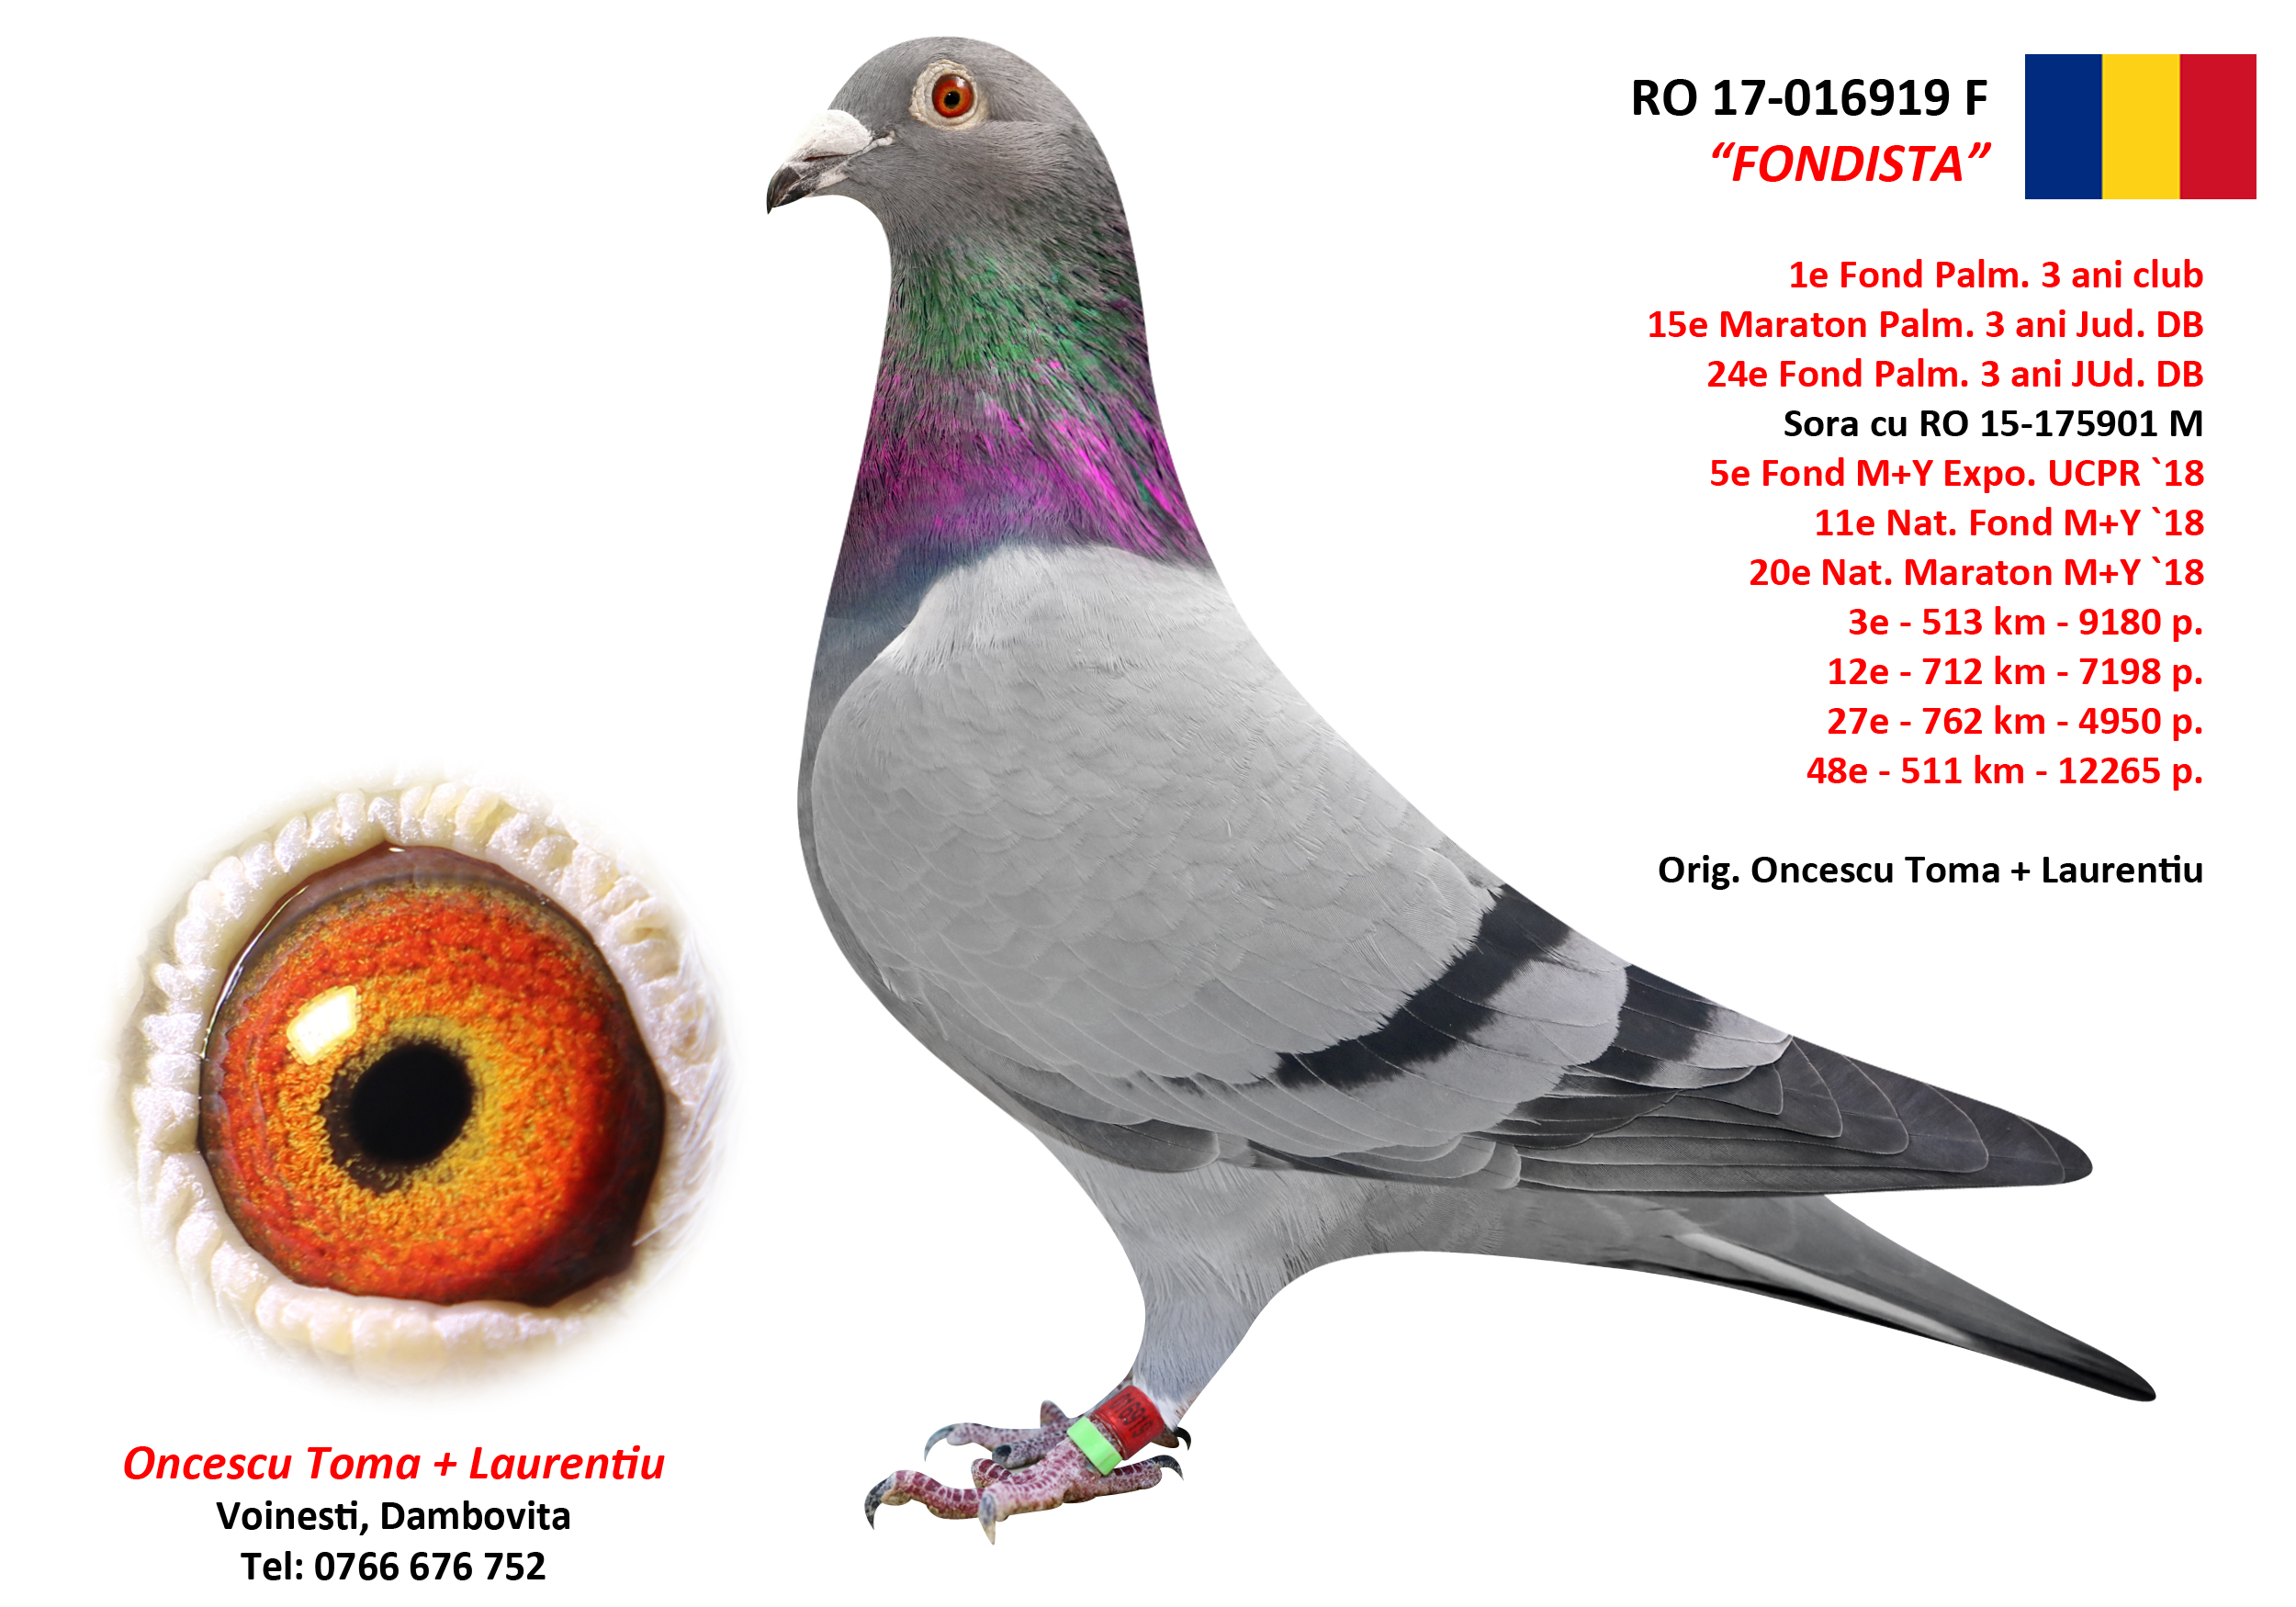 RO 17-016919 F
“FONDISTA”
1e Fond Palm. 3 ani club
15e Maraton Palm. 3 ani Jud. DB
24e Fond Palm. 3 ani JUd. DB
Sora cu RO 15-175901 M
5e Fond M+Y Expo. UCPR `18
11e Nat. Fond M+Y `18
20e Nat. Maraton M+Y `18
3e - 513 km - 9180 p.
12e - 712 km - 7198 p.
27e - 762 km - 4950 p.
48e - 511 km - 12265 p.
Orig. Oncescu Toma + Laurentiu
016919
Oncescu Toma + Laurentiu
Voinesti, Dambovita
Tel: 0766 676 752